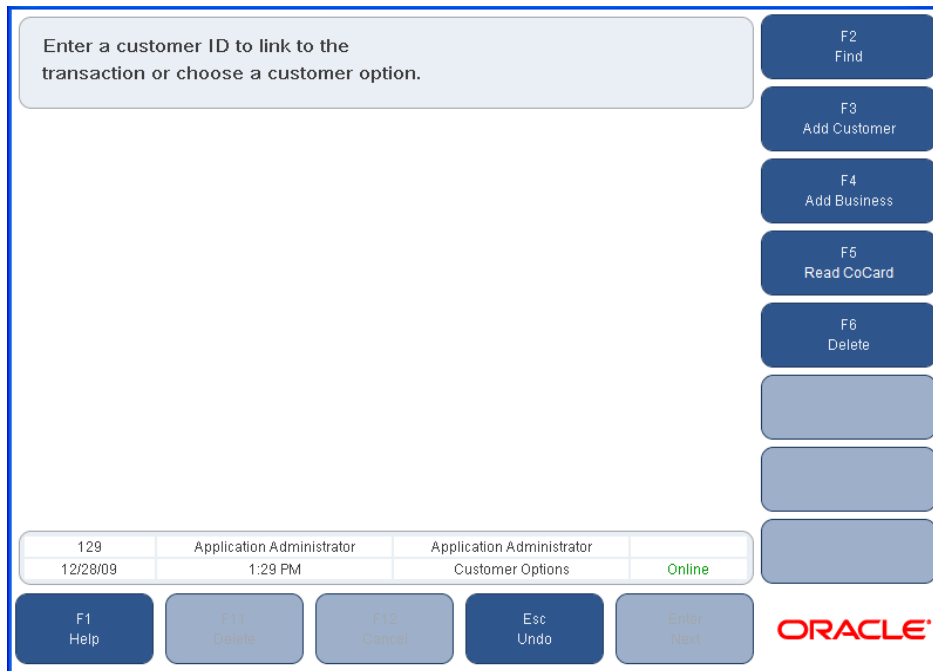 Enter a customer ID to link to the
transaction or choose a customer option.
F2
Find
F3
Add Customer
F4
Add Business
F5
Read CoCard
F6
Delete
129 Application Administrator Application Administrator
12/28/09 1:29 PM Customer Options Online
F1
Help
F11
Delete
F12
Cancel
Esc
Undo
Enter
Next
ORACLE